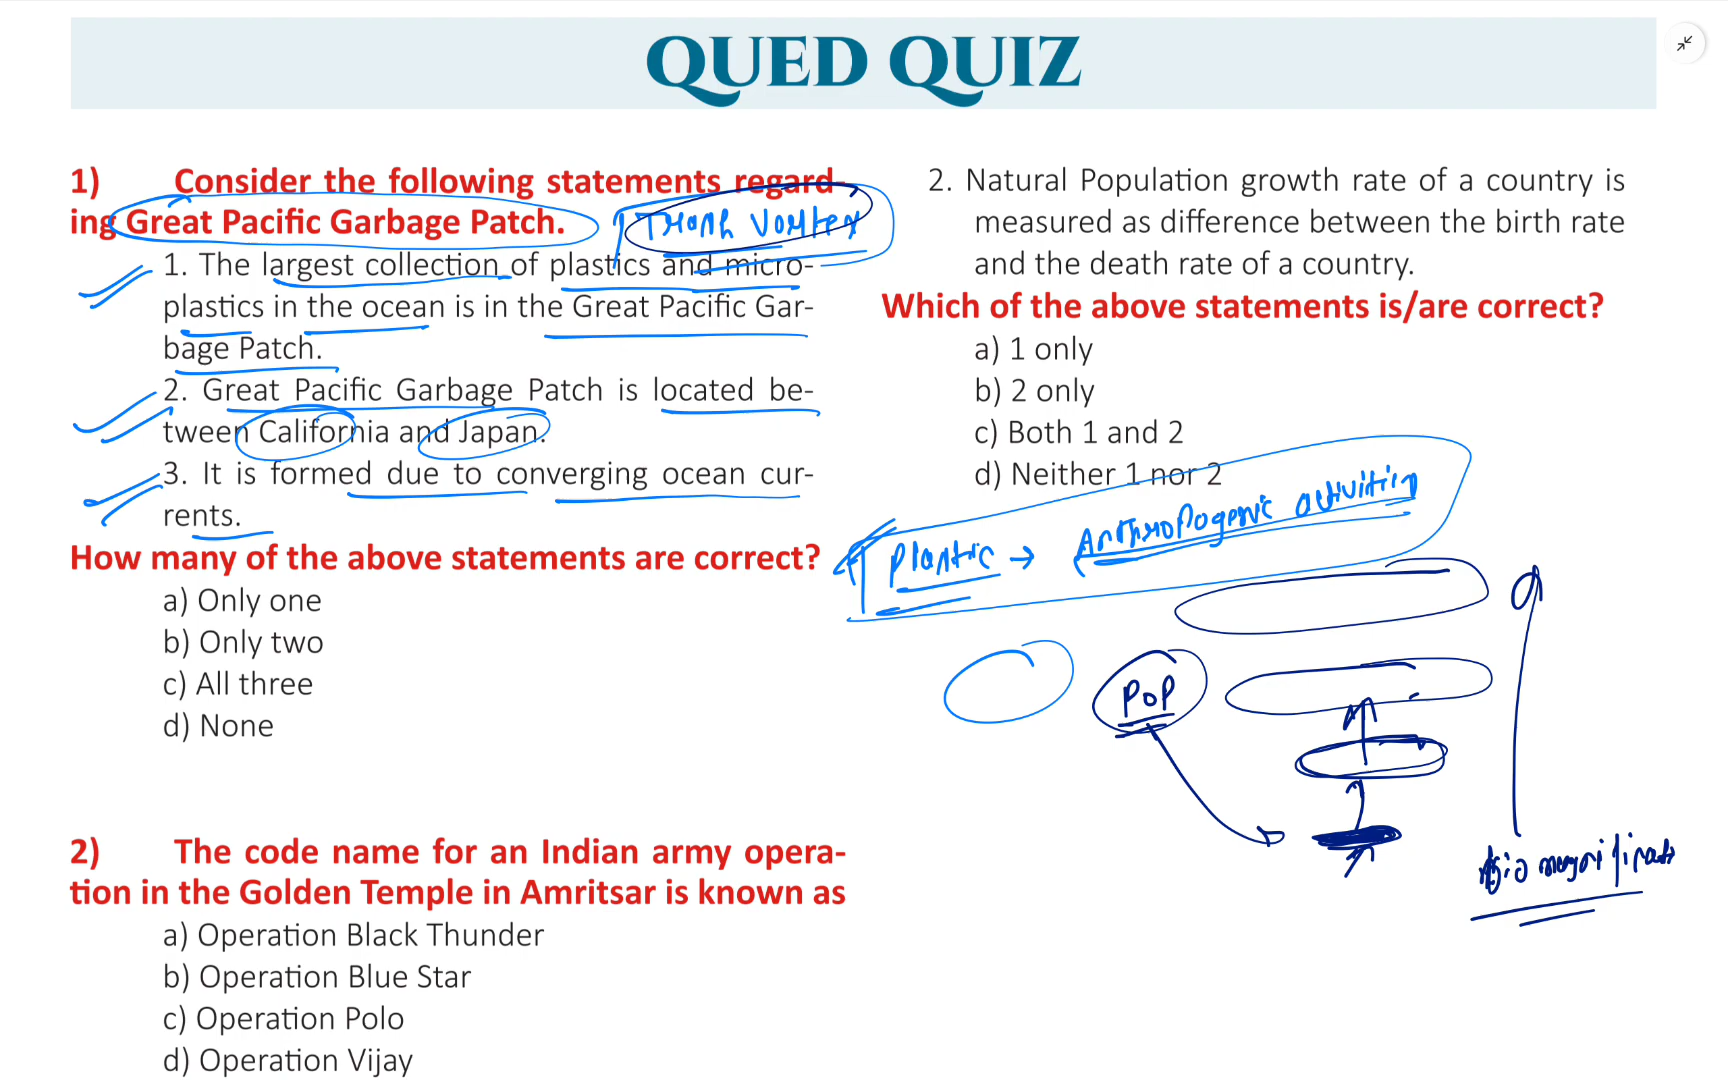 QUED QUIZ
1) Consider the following statements regard-
ing Great Pacific Garbage Patch.
Trash Vortex
1. The largest collection of plastics and micro-
plastics in the ocean is in the Great Pacific Gar-
bage Patch.
2. Great Pacific Garbage Patch is located be-
tween California and Japan.
3. It is formed due to converging ocean cur-
rents.
How many of the above statements are correct?
a) Only one
b) Only two
c) All three
d) None
2) The code name for an Indian army opera-
tion in the Golden Temple in Amritsar is known as
a) Operation Black Thunder
b) Operation Blue Star
c) Operation Polo
d) Operation Vijay
2. Natural Population growth rate of a country is
measured as difference between the birth rate
and the death rate of a country.
Which of the above statements is/are correct?
a) 1 only
b) 2 only
c) Both 1 and 2
d) Neither 1 nor 2
Plastic → Anthropogenic activities
POP